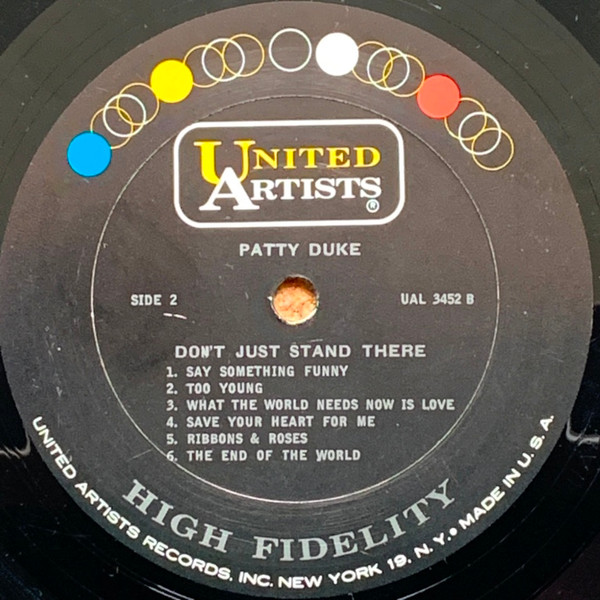 UNITED
ARTISTS®
PATTY DUKE
SIDE 2
UAL 3452 B
DON'T JUST STAND THERE
1. SAY SOMETHING FUNNY
2. TOO YOUNG
3. WHAT THE WORLD NEEDS NOW IS LOVE
4. SAVE YOUR HEART FOR ME
5. RIBBONS & ROSES
6. THE END OF THE WORLD
HIGH FIDELITY
UNITED ARTISTS RECORDS, INC. NEW YORK 19, N. Y. • MADE IN U.S.A.